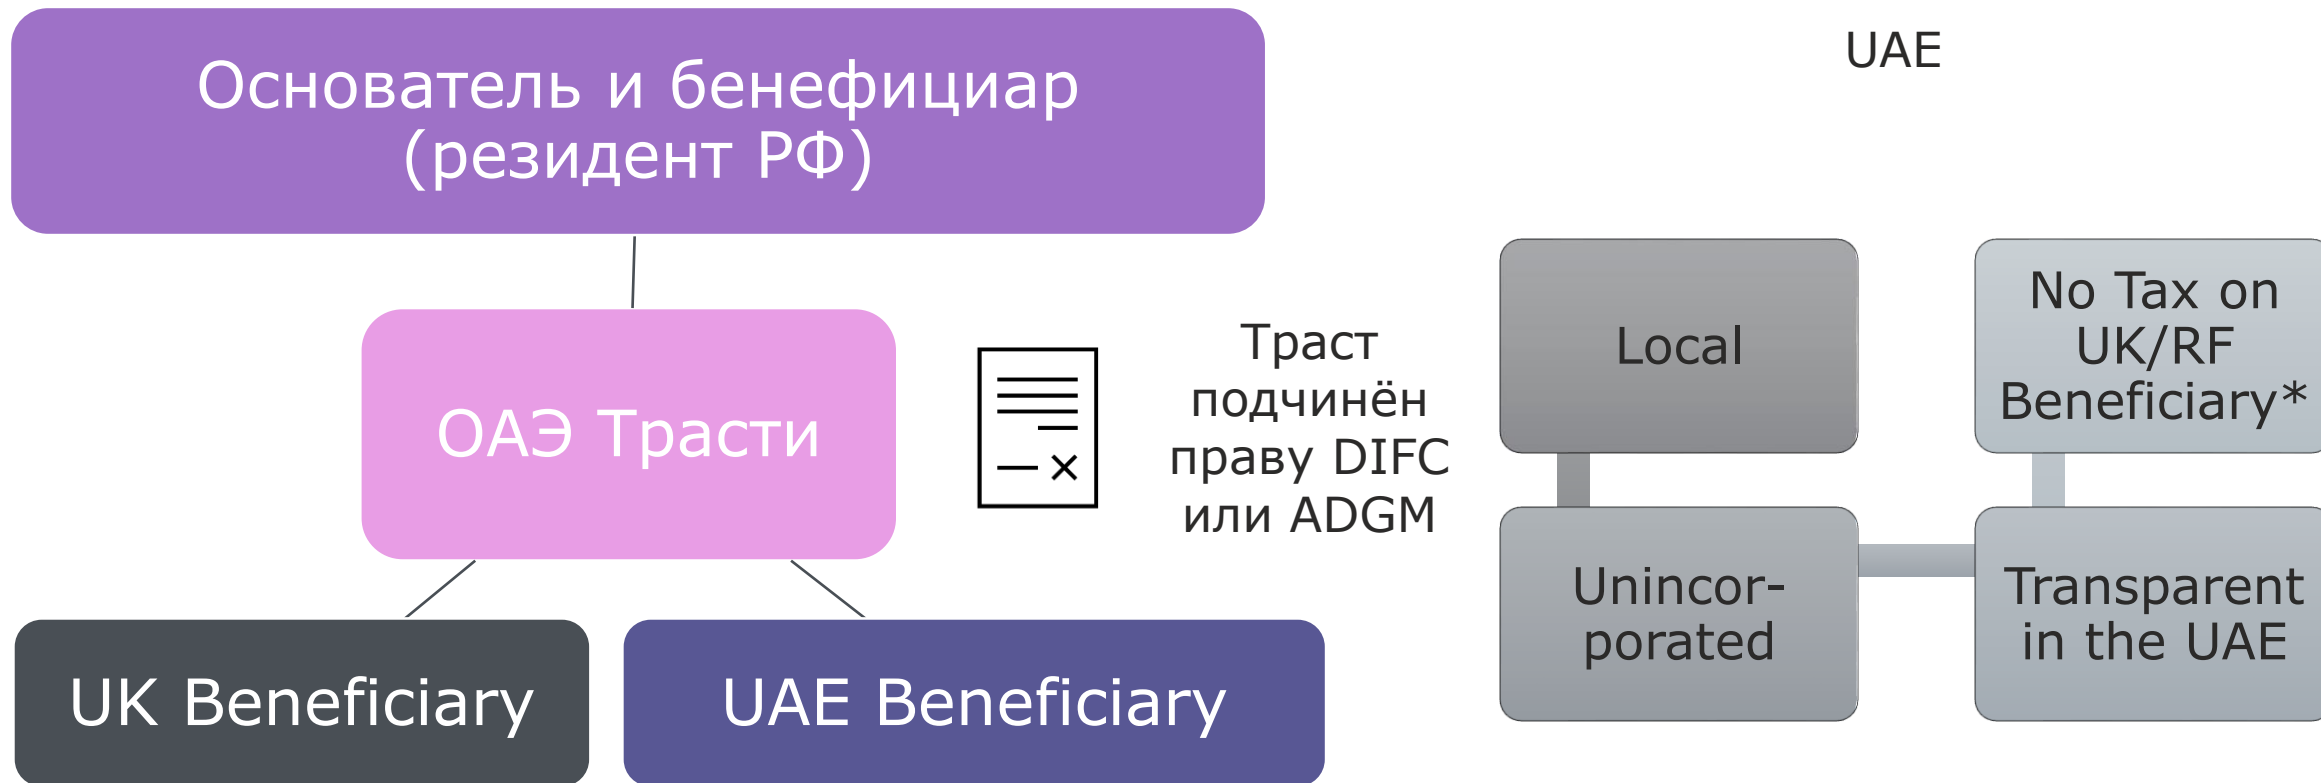 Основатель и бенефициар
(резидент РФ)
ОАЭ Трасти
UK Beneficiary
UAE Beneficiary
Траст
подчинён
праву DIFC
или ADGM
UAE
Local
Unincor-
porated
Transparent
in the UAE
No Tax on
UK/RF
Beneficiary*